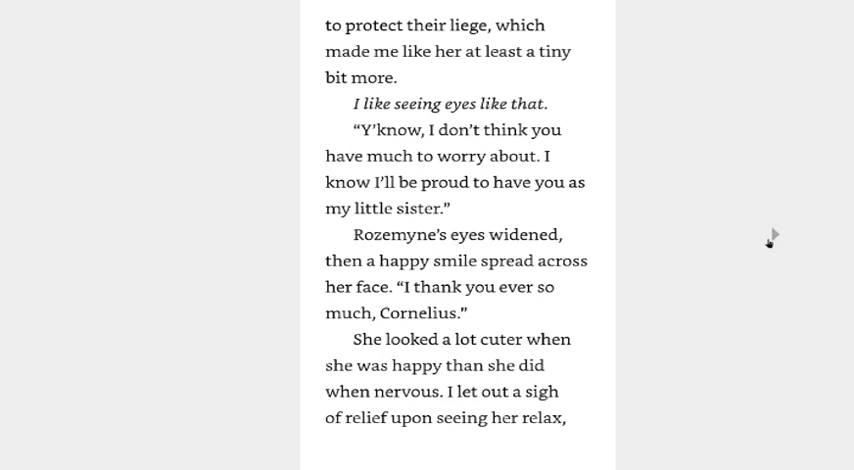 to protect their liege, which
made me like her at least a tiny
bit more.
I like seeing eyes like that.
“Y’know, I don’t think you
have much to worry about. I
know I’ll be proud to have you as
my little sister.”
Rozemyne’s eyes widened,
then a happy smile spread across
her face. “I thank you ever so
much, Cornelius.”
She looked a lot cuter when
she was happy than she did
when nervous. I let out a sigh
of relief upon seeing her relax,